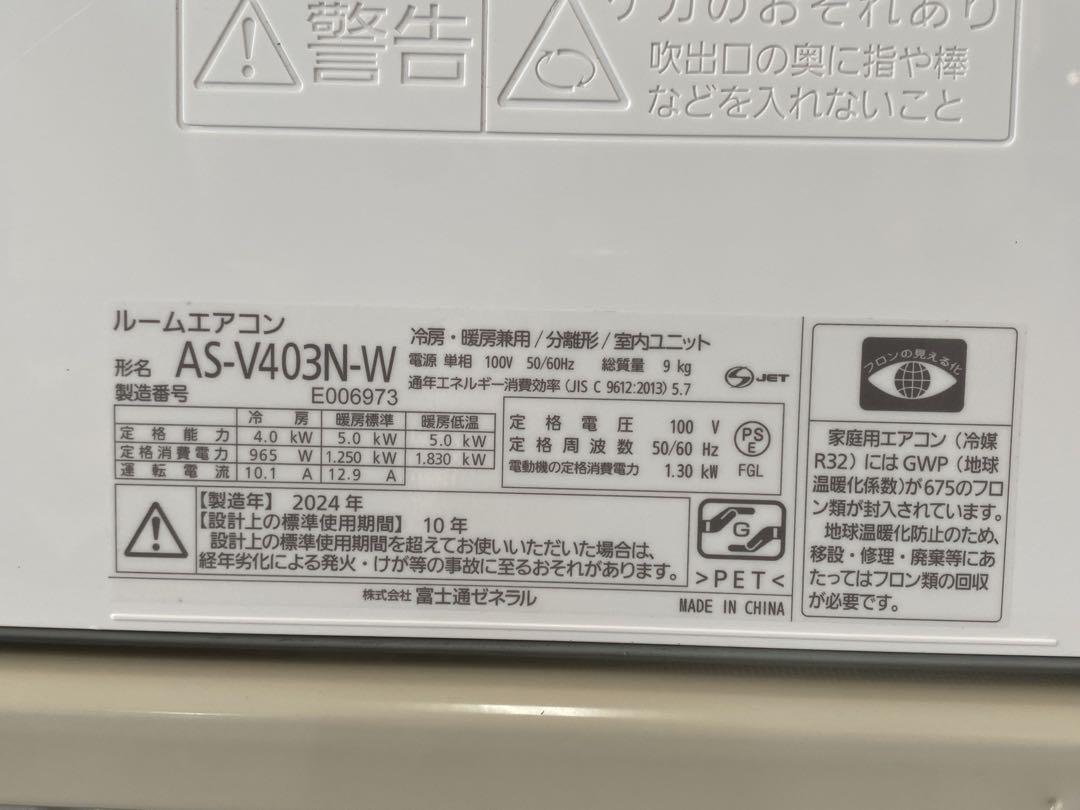 警告
ケガのおそれあり
吹出口の奥に指や棒
などを入れないこと
ルームエアコン
形名 AS-V403N-W
製造番号 E006973
冷房・暖房兼用/分離形/室内ユニット
電源 単相 100V 50/60Hz 総質量 9 kg
通年エネルギー消費効率(JIS C 9612:2013) 5.7
JET
冷 房 暖房標準 暖房低温
定格能力 4.0 kW 5.0 kW 5.0 kW
定格消費電力 965 W 1.250 kW 1.830 kW
運転電流 10.1 A 12.9 A
定格電圧 100 V
定格周波数 50/60 Hz
電動機の定格消費電力 1.30 kW
PS
E
FGL
【製造年】 2024 年
【設計上の標準使用期間】 10 年
設計上の標準使用期間を超えてお使いいただいた場合は、
経年劣化による発火・けが等の事故に至るおそれがあります。
G
>PET<
株式会社 富士通ゼネラル
MADE IN CHINA
フロンの見える化
家庭用エアコン(冷媒
R32)にはGWP(地球
温暖化係数)が675のフロ
ン類が封入されています。
地球温暖化防止のため、
移設・修理・廃棄等にあ
たってはフロン類の回収
が必要です。